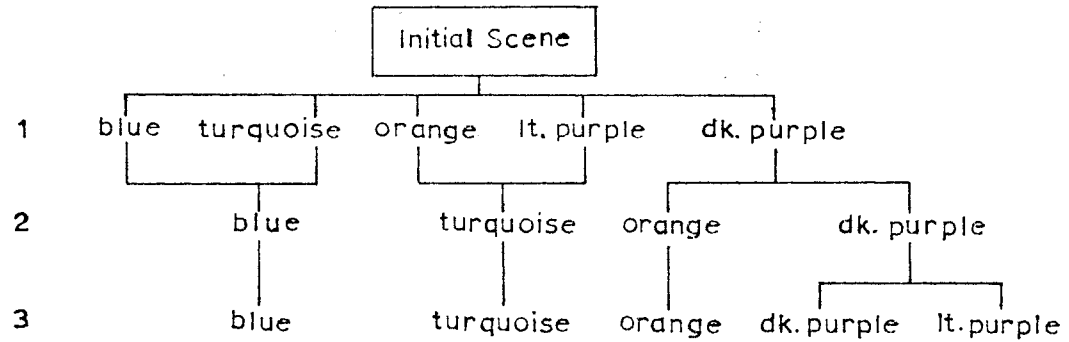 Initial Scene
1 blue turquoise orange lt. purple dk. purple
2 blue turquoise orange dk. purple
3 blue turquoise orange dk. purple lt. purple